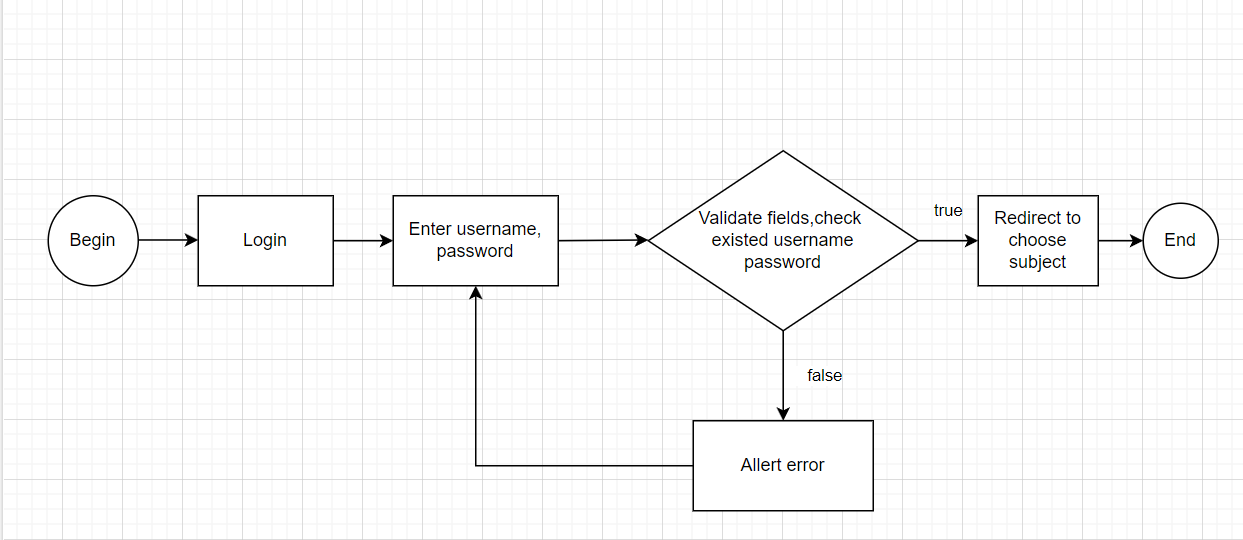 Begin
Login
Enter username,
password
Validate fields,check
existed username
password
true
Redirect to
choose
subject
End
false
Allert error